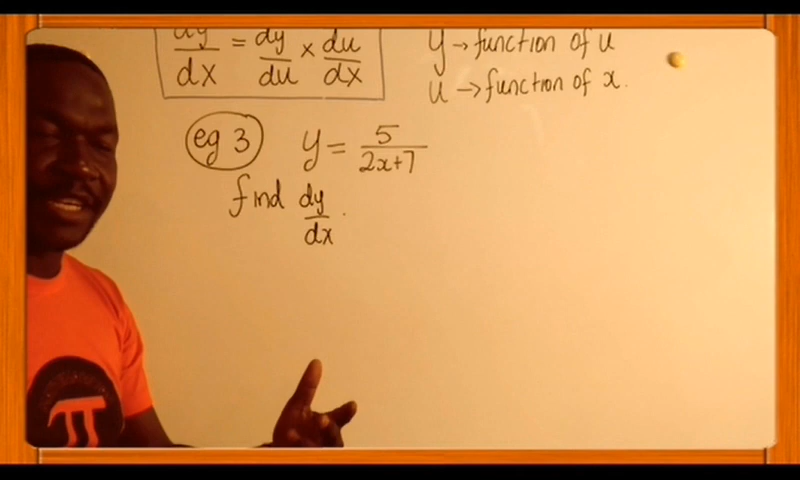 dy/dx = dy/du × du/dx
y → function of u
u → function of x.
eg 3 y = 5/2x+7
find dy/dx.
π